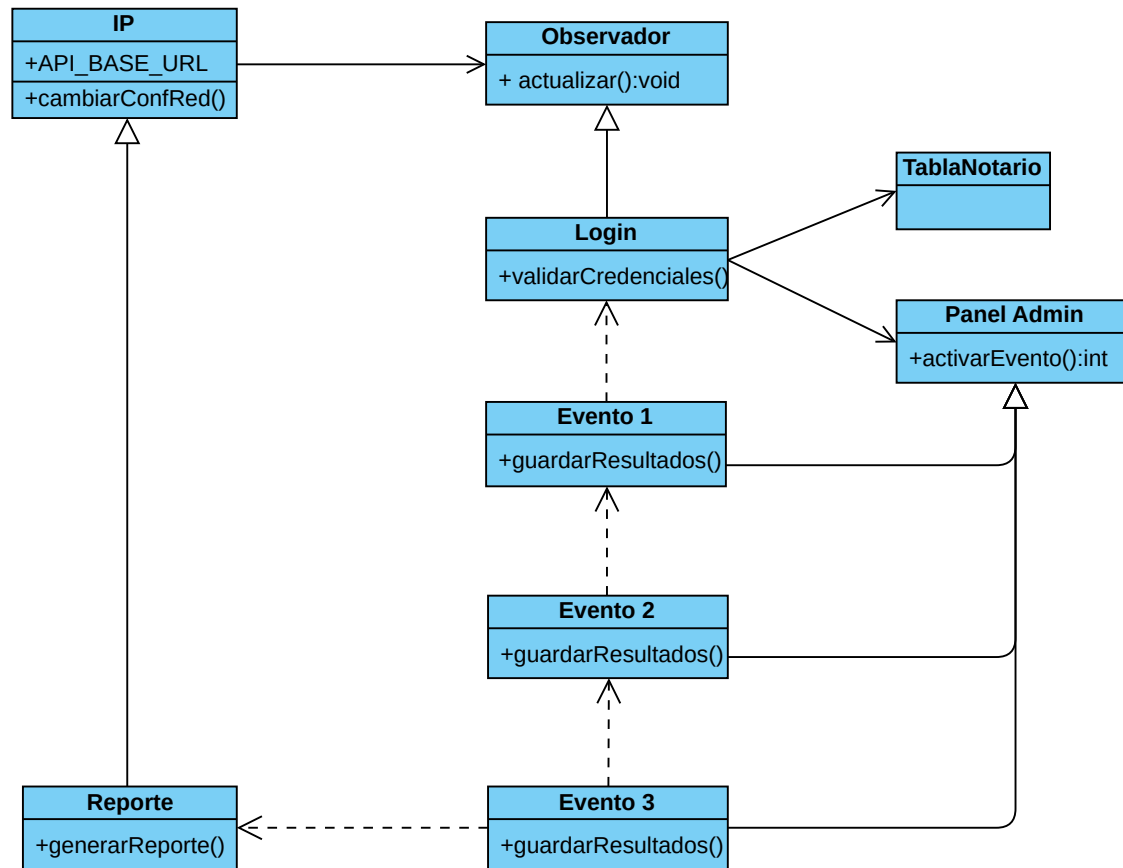 IP
+API_BASE_URL
+cambiarConfRed()
Observador
+ actualizar():void
TablaNotario
Login
+validarCredenciales()
Panel Admin
+activarEvento():int
Evento 1
+guardarResultados()
Evento 2
+guardarResultados()
Reporte
+generarReporte()
Evento 3
+guardarResultados()